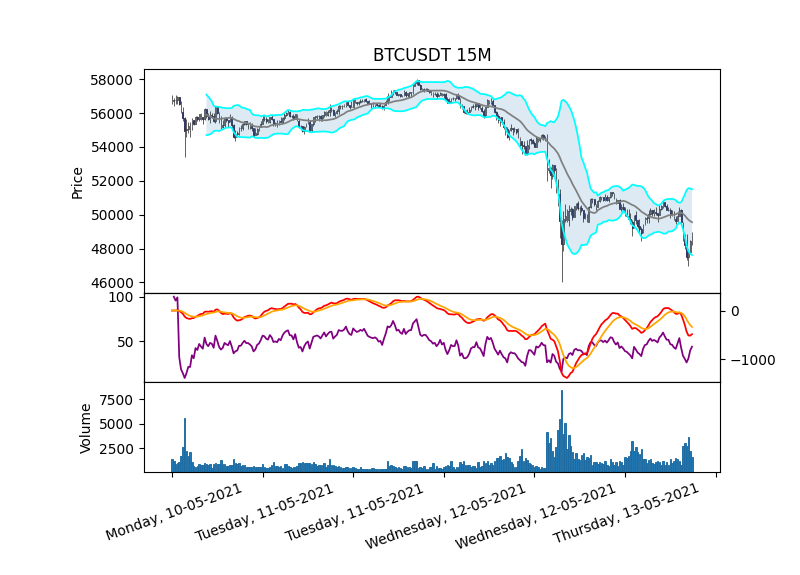 BTCUSDT 15M
58000
56000
54000
52000
50000
48000
46000
Price
100
50
0
−1000
7500
5000
2500
Volume
Monday, 10-05-2021
Tuesday, 11-05-2021
Tuesday, 11-05-2021
Wednesday, 12-05-2021
Wednesday, 12-05-2021
Thursday, 13-05-2021